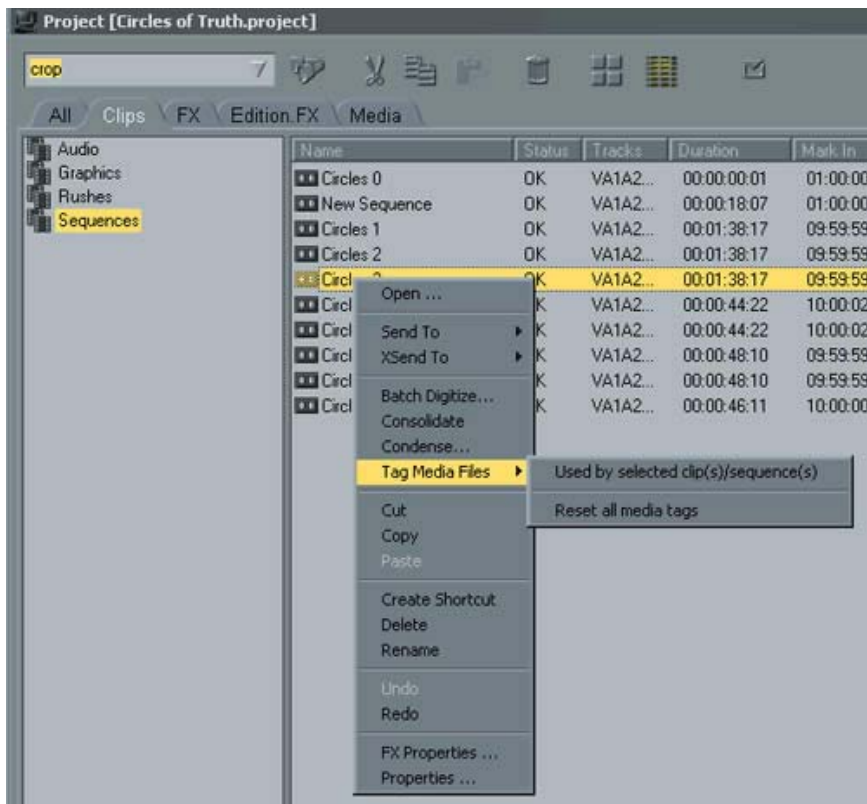 Project [Circles of Truth.project]
crop
All Clips FX Edition.FX Media
Audio
Graphics
Rushes
Sequences
Name Status Tracks Duration Mark In
Circles 0 OK VA1A2... 00:00:00:01 01:00:00
New Sequence OK VA1A2... 00:00:18:07 01:00:00
Circles 1 OK VA1A2... 00:01:38:17 09:59:59
Circles 2 OK VA1A2... 00:01:38:17 09:59:59
OK VA1A2... 00:01:38:17 09:59:59
Circl K VA1A2... 00:00:44:22 10:00:02
Circl K VA1A2... 00:00:44:22 10:00:02
Circl K VA1A2... 00:00:48:10 09:59:59
Circl K VA1A2... 00:00:48:10 09:59:59
Circl K VA1A2... 00:00:46:11 10:00:00
Open ...
Send To
XSend To
Batch Digitize...
Consolidate
Condense...
Tag Media Files
Used by selected clip(s)/sequence(s)
Reset all media tags
Cut
Copy
Paste
Create Shortcut
Delete
Rename
Undo
Redo
FX Properties ...
Properties ...